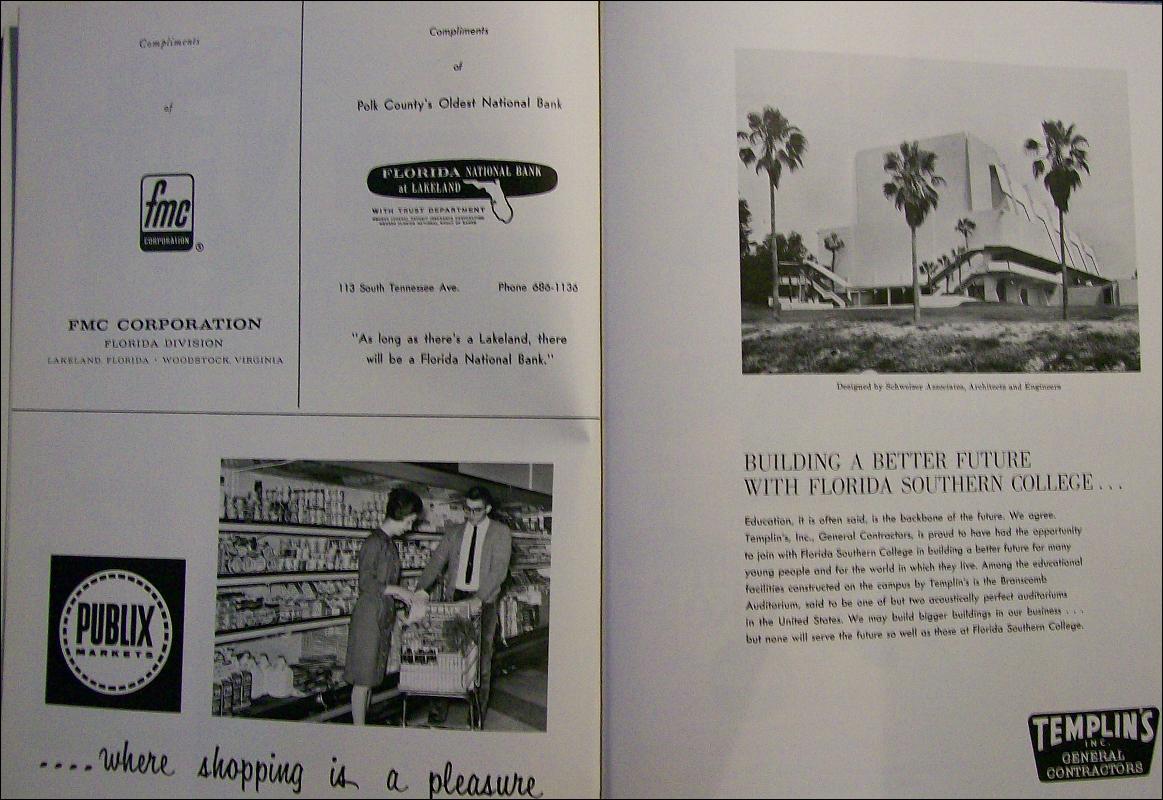 Compliments
of
fmc
CORPORATION
®
FMC CORPORATION
FLORIDA DIVISION
LAKELAND, FLORIDA · WOODSTOCK, VIRGINIA
Compliments
of
Polk County's Oldest National Bank
FLORIDA NATIONAL BANK
at LAKELAND
WITH TRUST DEPARTMENT
113 South Tennessee Ave. Phone 686-1136
"As long as there's a Lakeland, there
will be a Florida National Bank."
PUBLIX
MARKETS
....where shopping is a pleasure
Designed by Schweizer Associates, Architects and Engineers
BUILDING A BETTER FUTURE
WITH FLORIDA SOUTHERN COLLEGE...
Education, it is often said, is the backbone of the future. We agree.
Templin's, Inc., General Contractors, is proud to have had the opportunity
to join with Florida Southern College in building a better future for many
young people and for the world in which they live. Among the educational
facilities constructed on the campus by Templin's is the Branscomb
Auditorium, said to be one of but two acoustically perfect auditoriums
in the United States. We may build bigger buildings in our business . . .
but none will serve the future so well as those at Florida Southern College.
TEMPLIN'S
INC.
GENERAL
CONTRACTORS